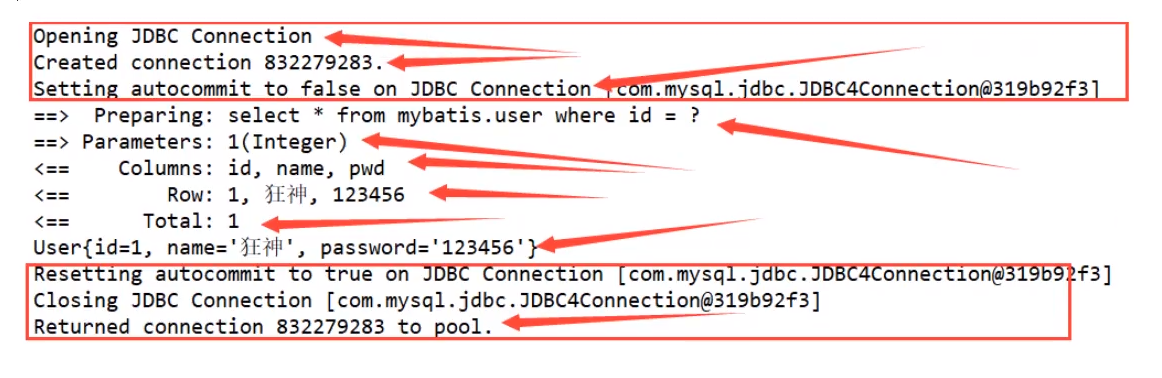 Opening JDBC Connection
Created connection 832279283.
Setting autocommit to false on JDBC Connection [com.mysql.jdbc.JDBC4Connection@319b92f3]
==>  Preparing: select * from mybatis.user where id = ?
==> Parameters: 1(Integer)
<==    Columns: id, name, pwd
<==        Row: 1, 狂神, 123456
<==      Total: 1
User{id=1, name='狂神', password='123456'}
Resetting autocommit to true on JDBC Connection [com.mysql.jdbc.JDBC4Connection@319b92f3]
Closing JDBC Connection [com.mysql.jdbc.JDBC4Connection@319b92f3]
Returned connection 832279283 to pool.